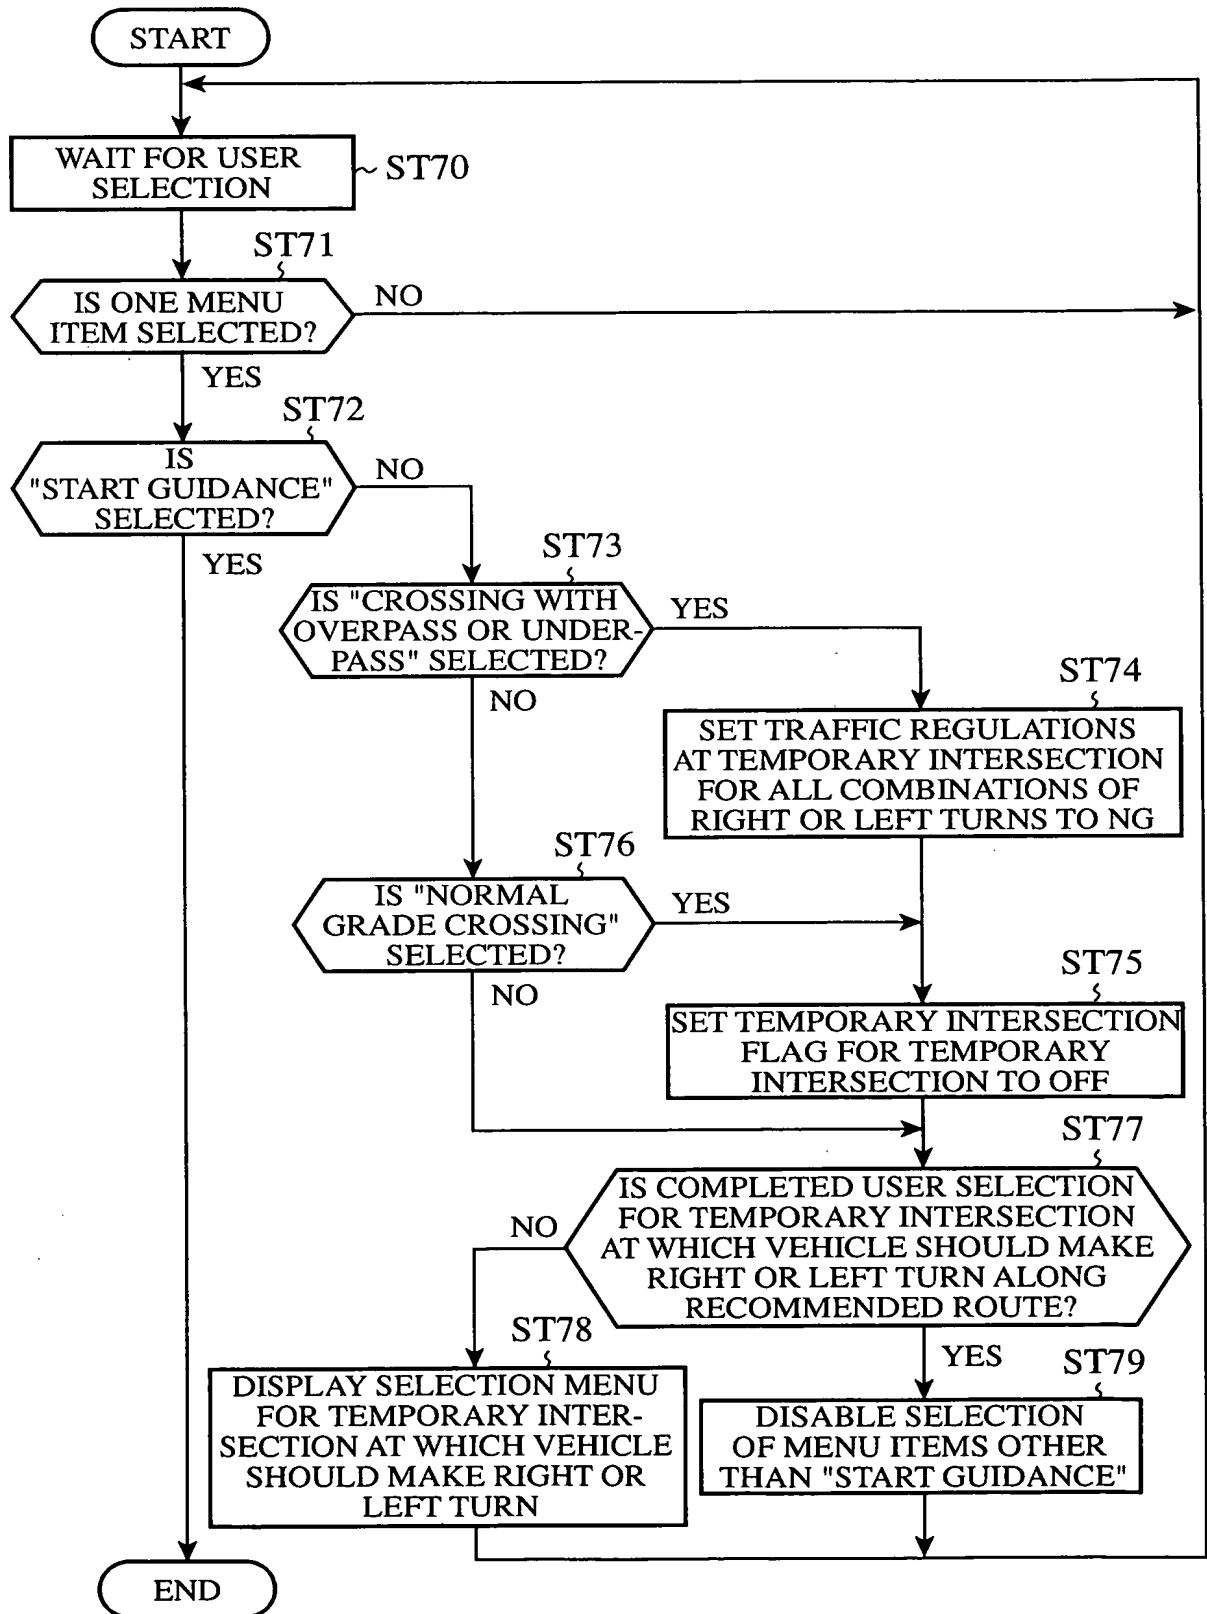 START
WAIT FOR USER
SELECTION
ST70
ST71
IS ONE MENU
ITEM SELECTED?
NO
YES
ST72
IS
"START GUIDANCE"
SELECTED?
NO
YES
ST73
IS "CROSSING WITH
OVERPASS OR UNDER-
PASS" SELECTED?
YES
NO
ST74
SET TRAFFIC REGULATIONS
AT TEMPORARY INTERSECTION
FOR ALL COMBINATIONS OF
RIGHT OR LEFT TURNS TO NG
ST76
IS "NORMAL
GRADE CROSSING"
SELECTED?
YES
NO
ST75
SET TEMPORARY INTERSECTION
FLAG FOR TEMPORARY
INTERSECTION TO OFF
ST77
IS COMPLETED USER SELECTION
FOR TEMPORARY INTERSECTION
AT WHICH VEHICLE SHOULD MAKE
RIGHT OR LEFT TURN ALONG
RECOMMENDED ROUTE?
NO
YES
ST78
DISPLAY SELECTION MENU
FOR TEMPORARY INTER-
SECTION AT WHICH VEHICLE
SHOULD MAKE RIGHT OR
LEFT TURN
ST79
DISABLE SELECTION
OF MENU ITEMS OTHER
THAN "START GUIDANCE"
END